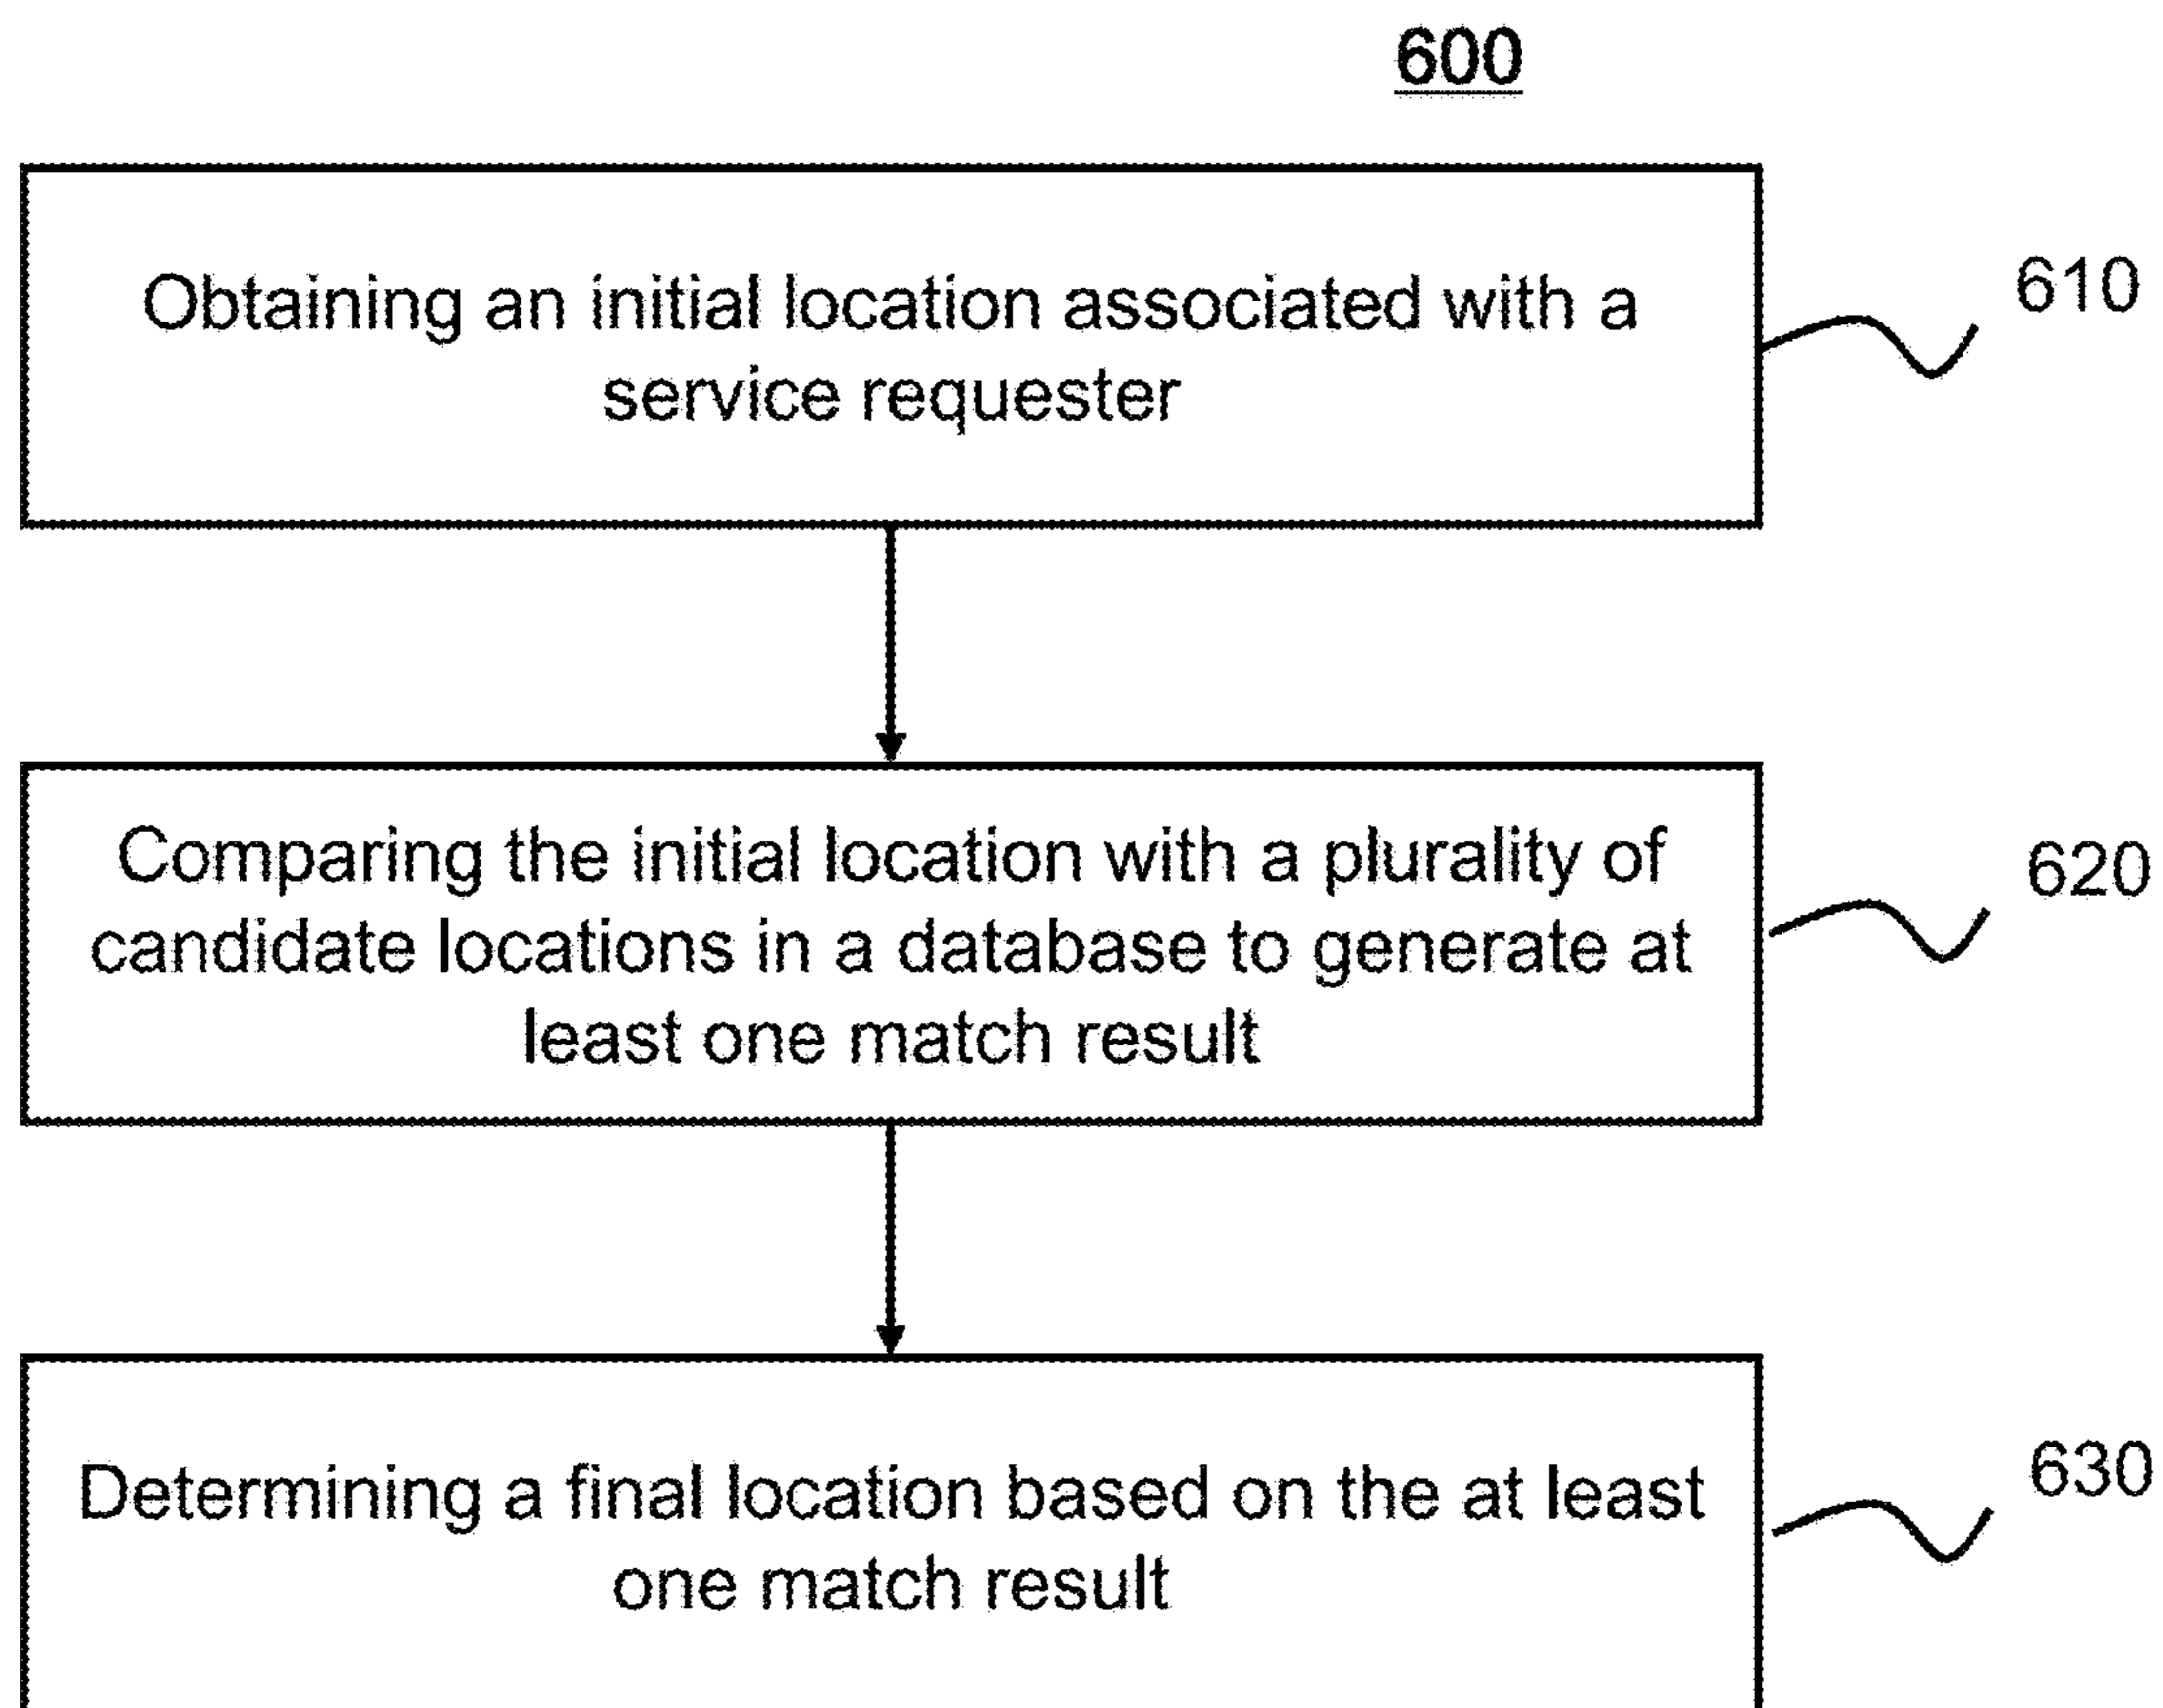 600
Obtaining an initial location associated with a
service requester
610
Comparing the initial location with a plurality of
candidate locations in a database to generate at
least one match result
620
Determining a final location based on the at least
one match result
630